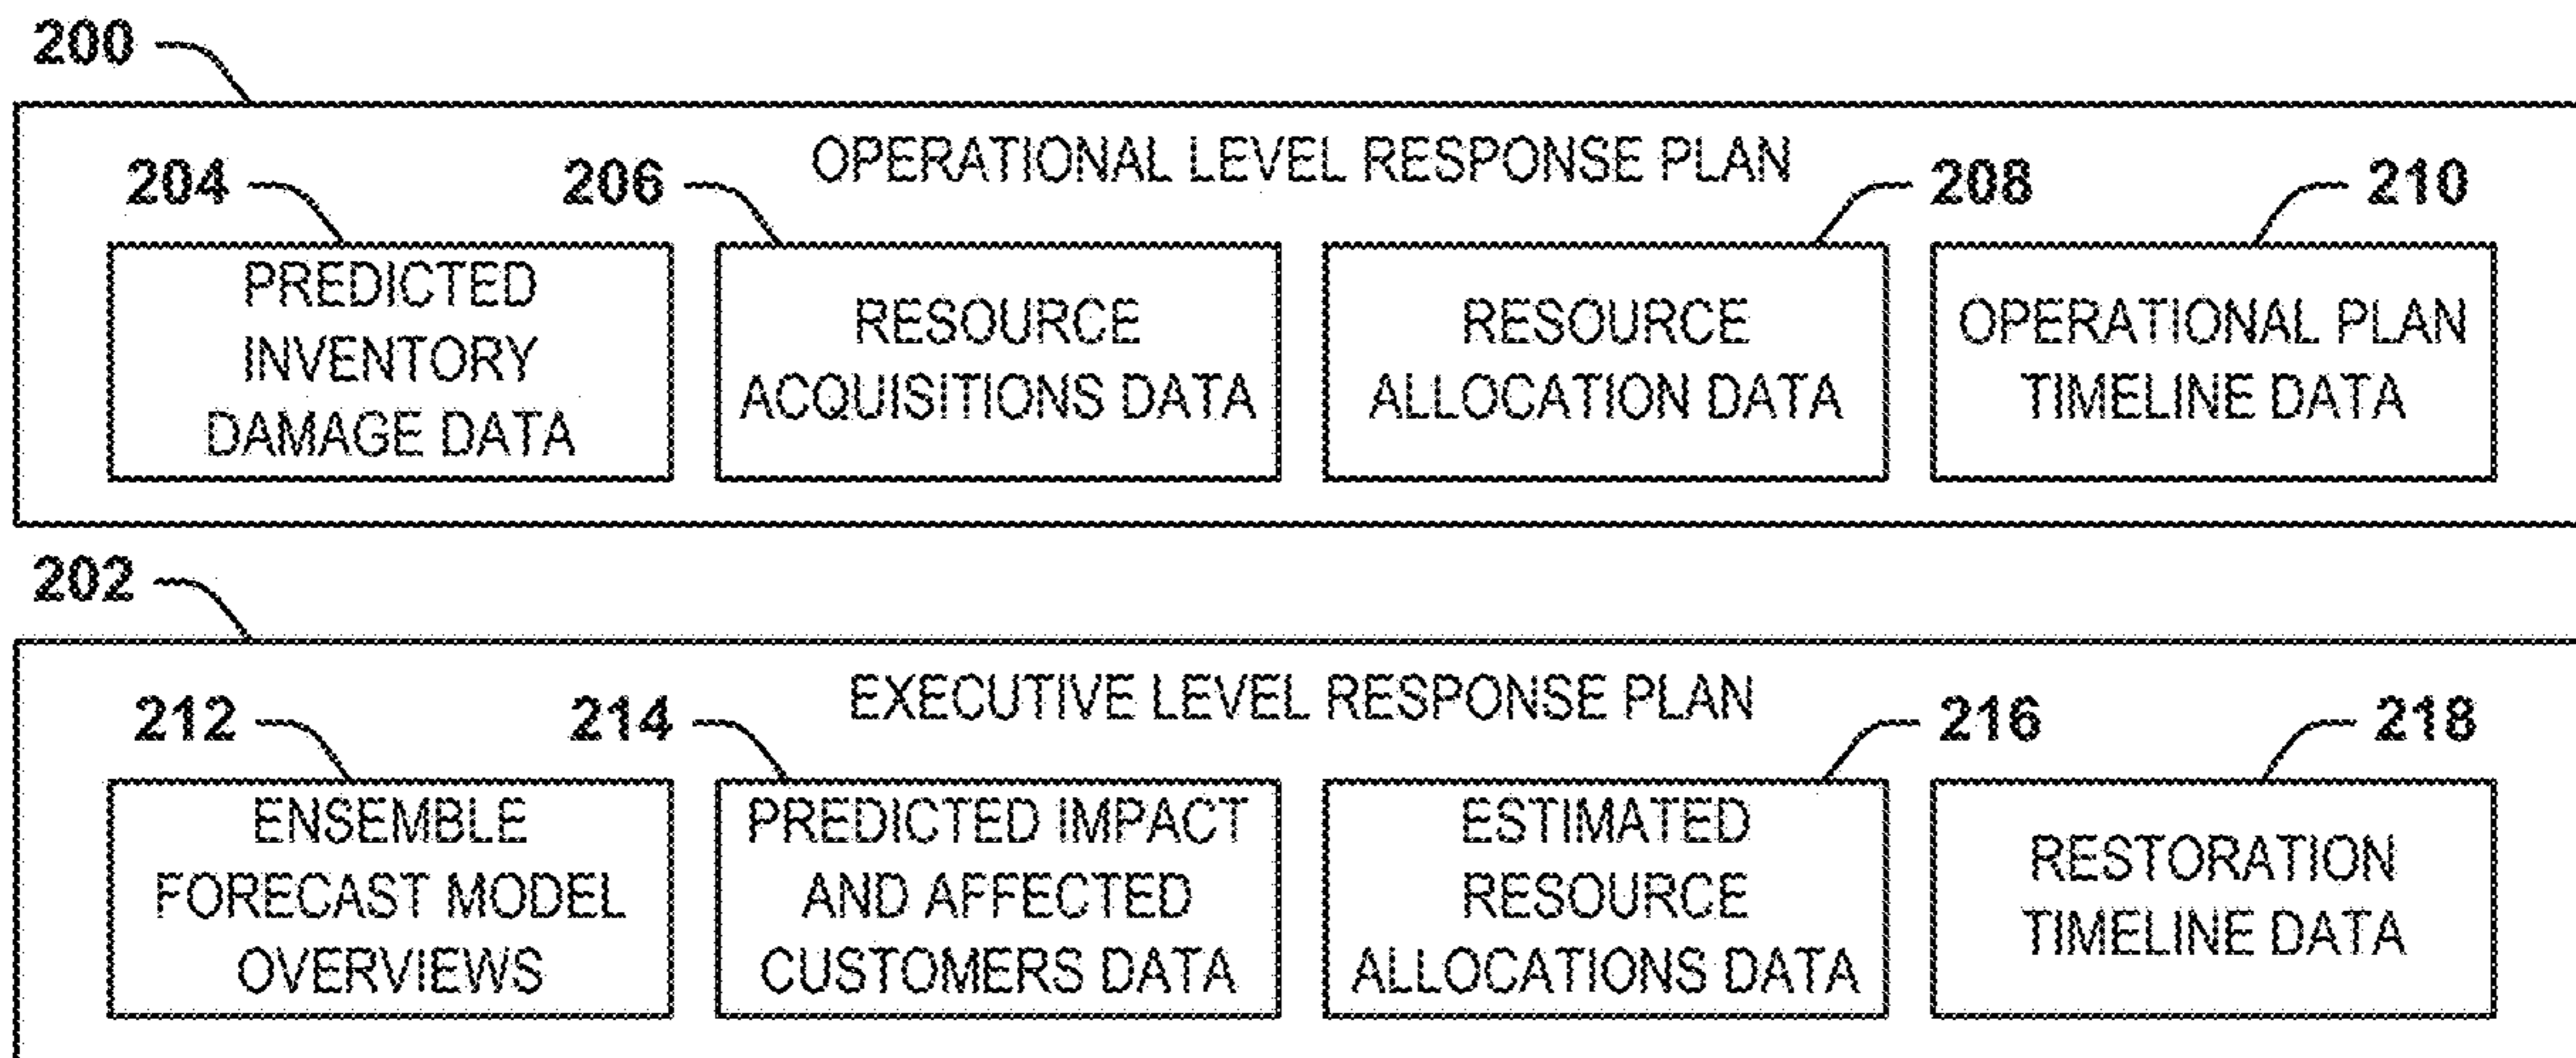 200
OPERATIONAL LEVEL RESPONSE PLAN
204
206
208
210
PREDICTED
INVENTORY
DAMAGE DATA
RESOURCE
ACQUISITIONS DATA
RESOURCE
ALLOCATION DATA
OPERATIONAL PLAN
TIMELINE DATA
202
EXECUTIVE LEVEL RESPONSE PLAN
212
214
216
218
ENSEMBLE
FORECAST MODEL
OVERVIEWS
PREDICTED IMPACT
AND AFFECTED
CUSTOMERS DATA
ESTIMATED
RESOURCE
ALLOCATIONS DATA
RESTORATION
TIMELINE DATA